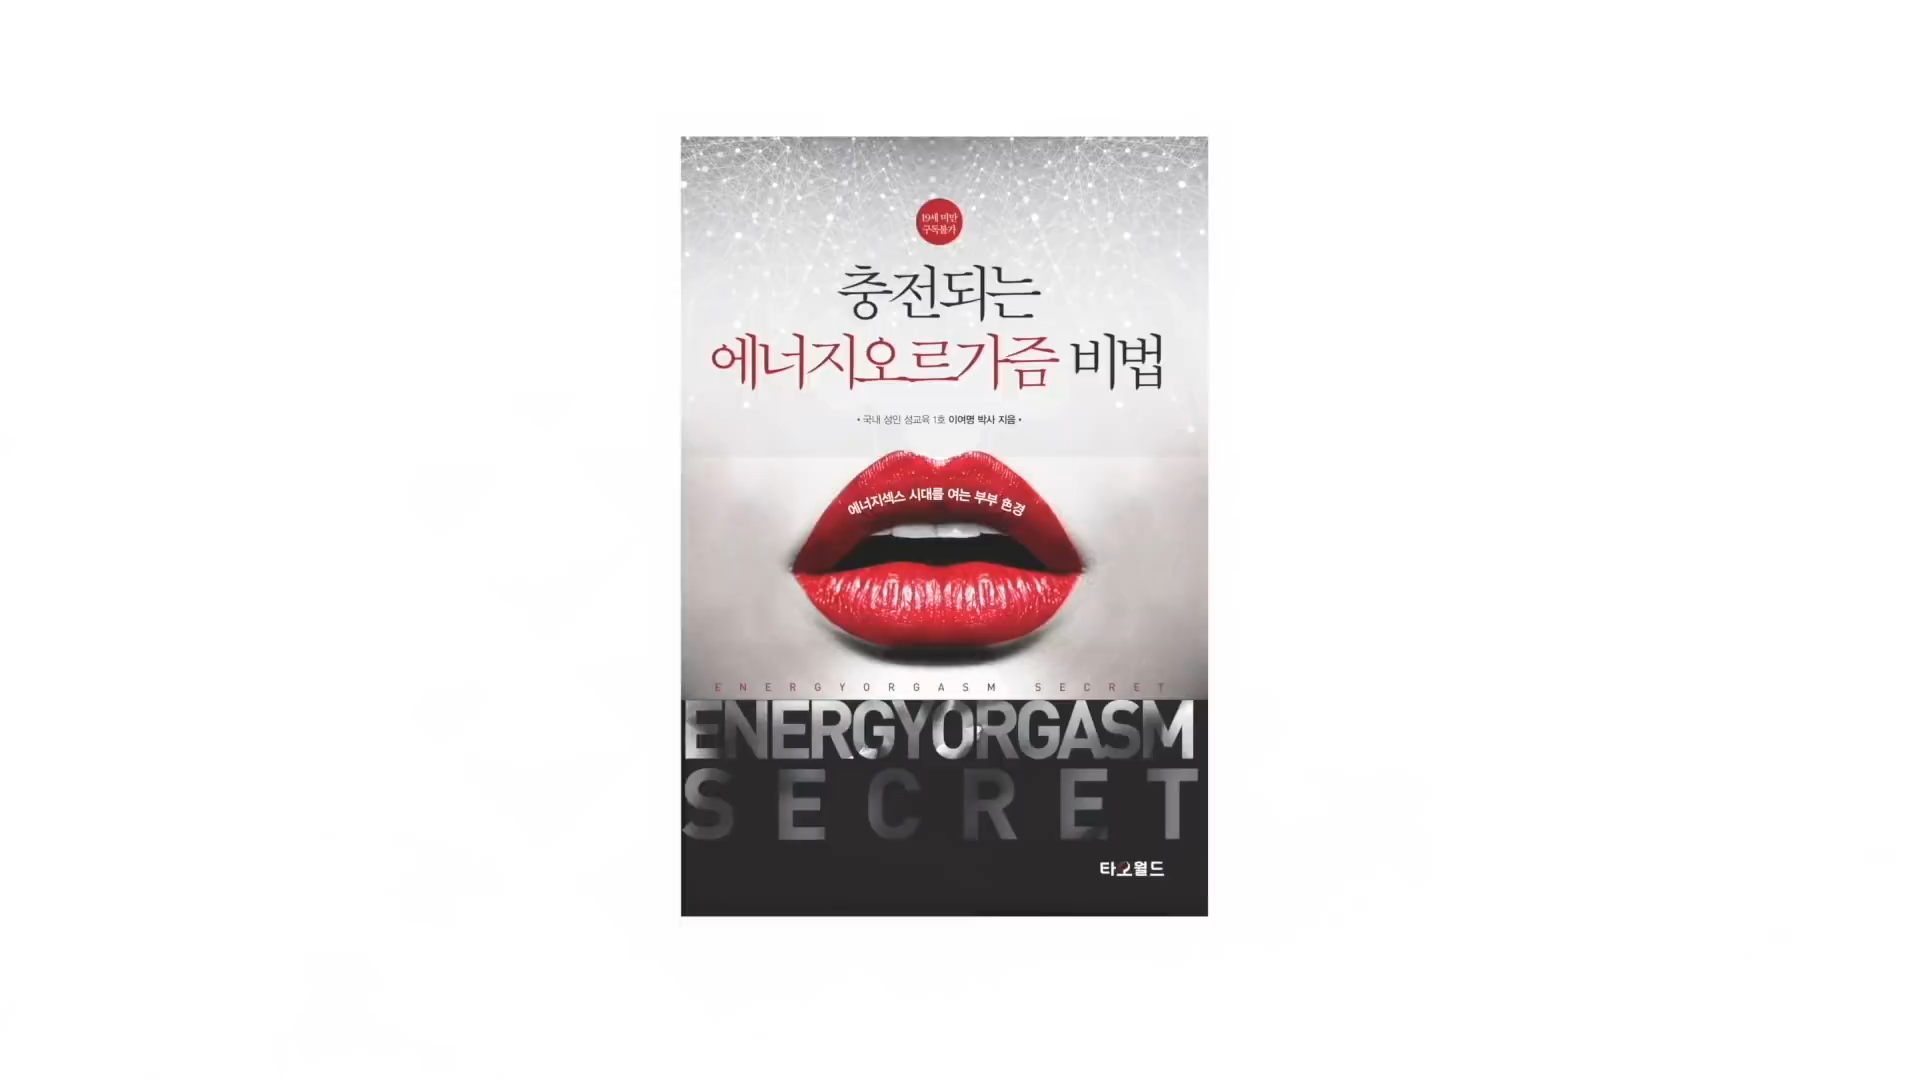 19세 미만
구독불가
충전되는
에너지오르가즘 비법
• 국내 성인 성교육 1호 이여명 박사 지음 •
에너지섹스 시대를 여는 부부 色경
ENERGYORGASM SECRET
ENERGYORGASM
SECRET
타오월드